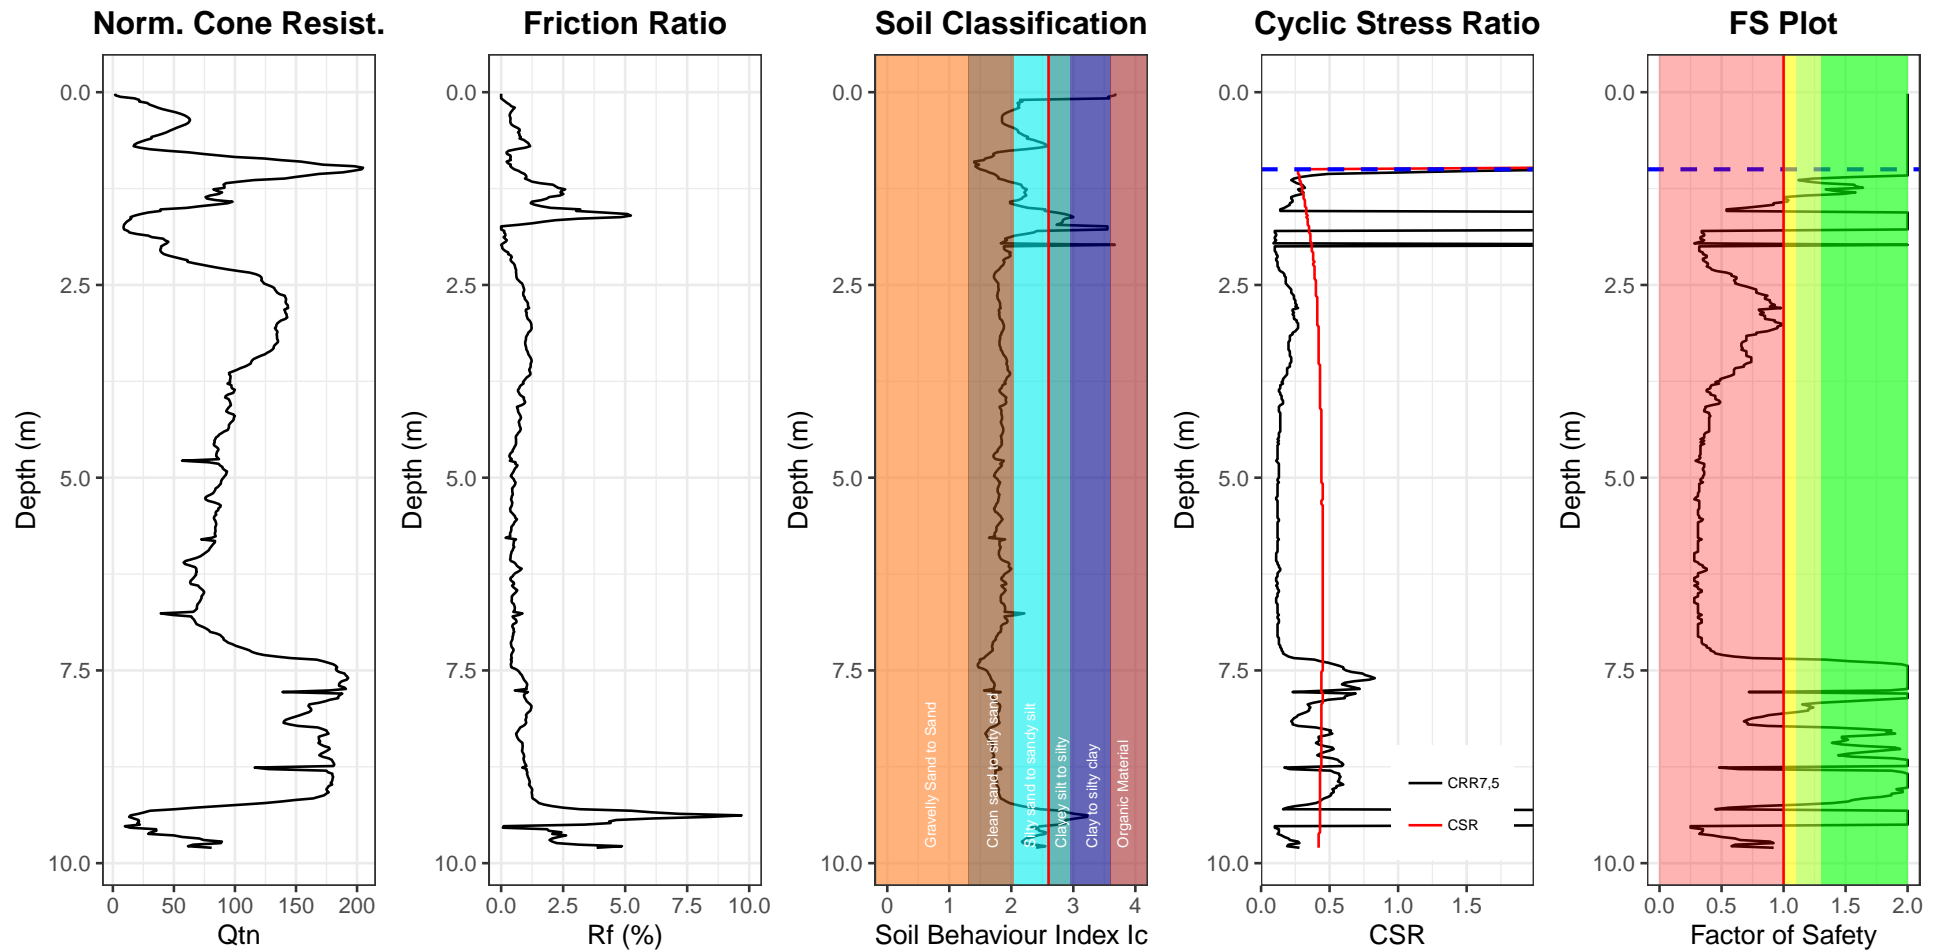 Norm. Cone Resist.
Friction Ratio
Soil Classification
Cyclic Stress Ratio
FS Plot
Depth (m)
0.0
2.5
5.0
7.5
10.0
0
50
100
150
200
Qtn
Depth (m)
0.0
2.5
5.0
7.5
10.0
0.0
2.5
5.0
7.5
10.0
Rf (%)
Depth (m)
0.0
2.5
5.0
7.5
10.0
Gravelly Sand to Sand
Clean sand to silty sand
Silty sand to sandy silt
Clayey silt to silty
Clay to silty clay
Organic Material
0
1
2
3
4
Soil Behaviour Index Ic
Depth (m)
0.0
2.5
5.0
7.5
10.0
CRR7,5
CSR
0.0
0.5
1.0
1.5
CSR
Depth (m)
0.0
2.5
5.0
7.5
10.0
0.0
0.5
1.0
1.5
2.0
Factor of Safety